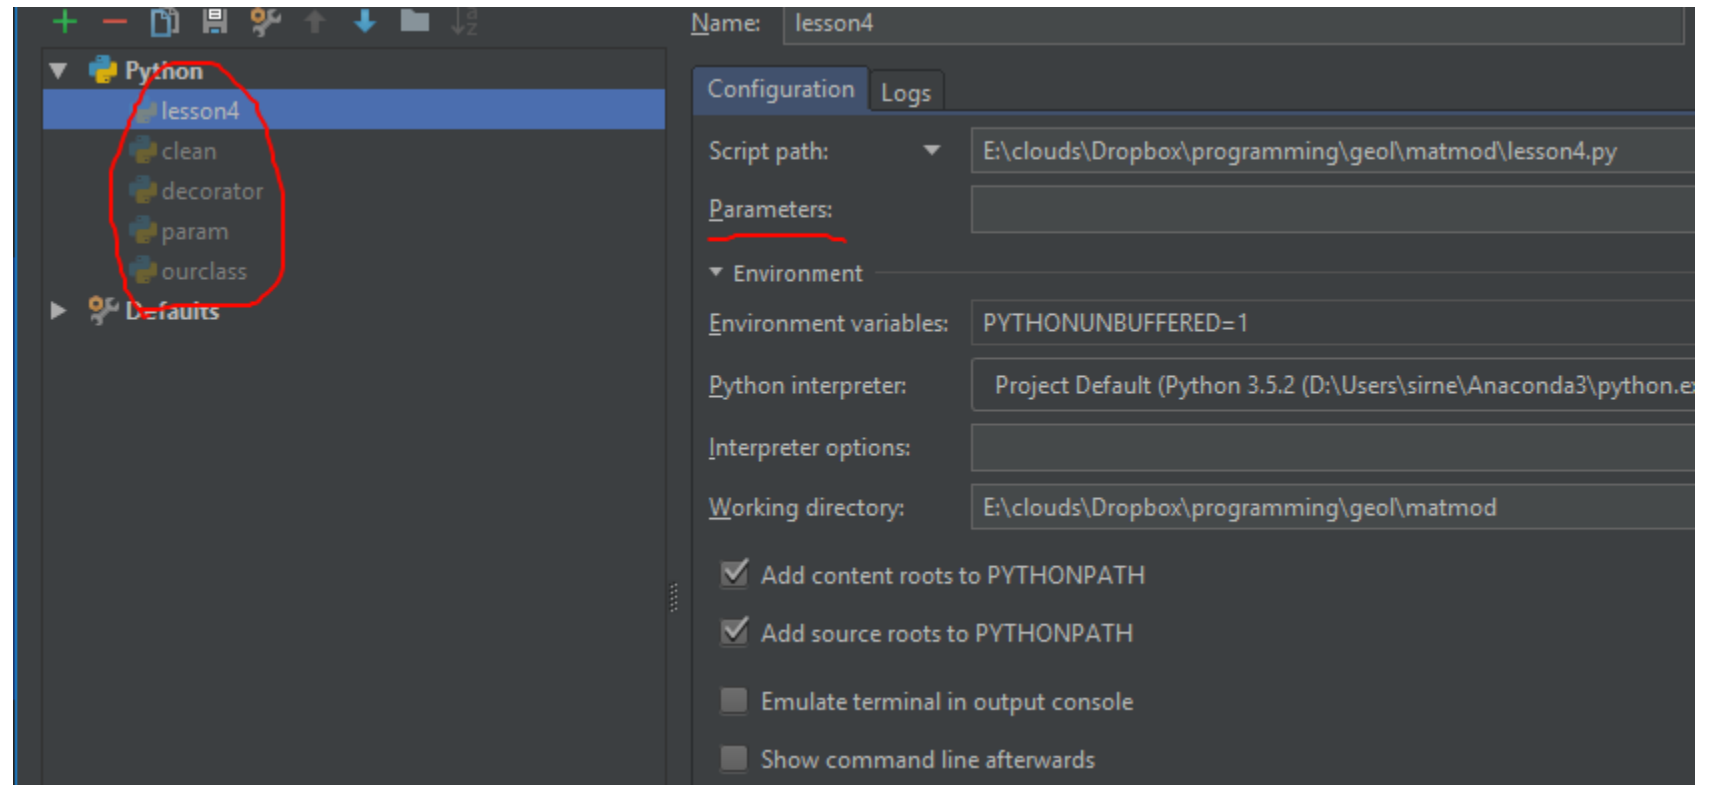 Name: lesson4
Python
lesson4
clean
decorator
param
ourclass
Defaults
Configuration Logs
Script path: E:\clouds\Dropbox\programming\geol\matmod\lesson4.py
Parameters:
Environment
Environment variables: PYTHONUNBUFFERED=1
Python interpreter: Project Default (Python 3.5.2 (D:\Users\sirne\Anaconda3\python.e
Interpreter options:
Working directory: E:\clouds\Dropbox\programming\geol\matmod
Add content roots to PYTHONPATH
Add source roots to PYTHONPATH
Emulate terminal in output console
Show command line afterwards